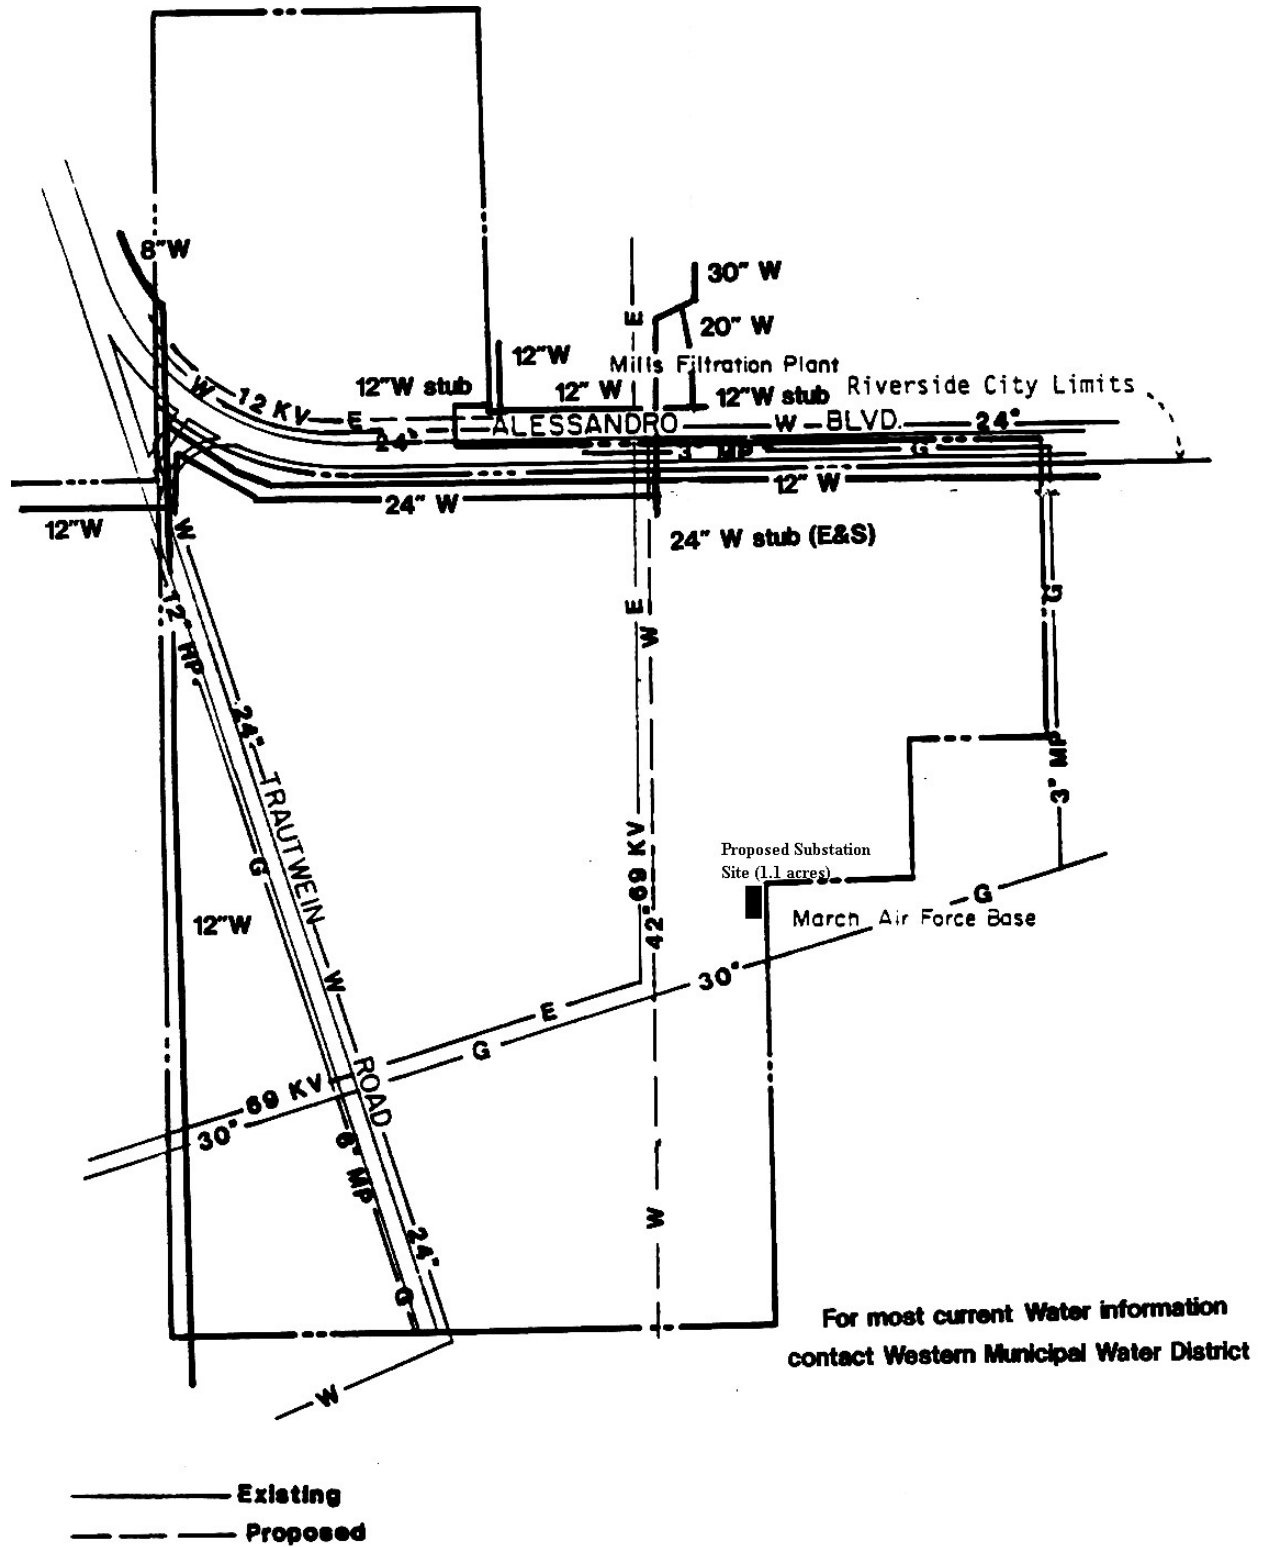 8"W
30" W
20" W
12"W
Mills Filtration Plant
12"W stub
12" W
12"W stub
Riverside City Limits
W
12 KV
E
E
24"
ALESSANDRO
W
BLVD.
24"
3" MP
G
12" W
24" W
12"W
W
24" W stub (E&S)
12" HP.
E
W
G
24"
TRAUTWEIN
ROAD
G
3" MP
69 KV
42"
Proposed Substation
Site (1.1 acres)
G
March Air Force Base
12"W
W
30"
E
G
69 KV
30"
6" MP
W
24"
G
W
For most current Water information
contact Western Municipal Water District
Existing
Proposed